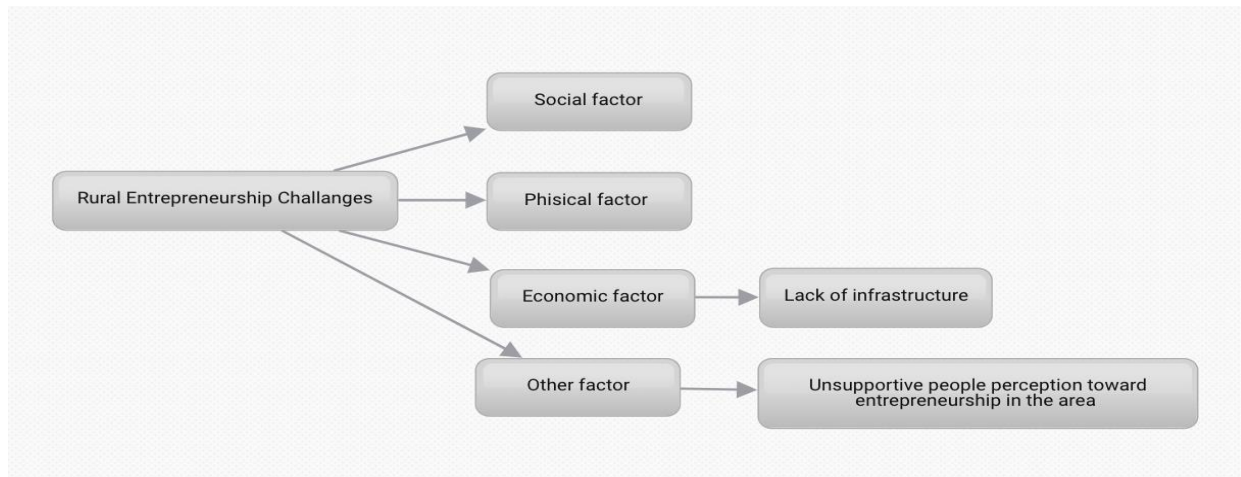 Social factor
Rural Entrepreneurship Challanges
Phisical factor
Economic factor
Lack of infrastructure
Other factor
Unsupportive people perception toward
entrepreneurship in the area